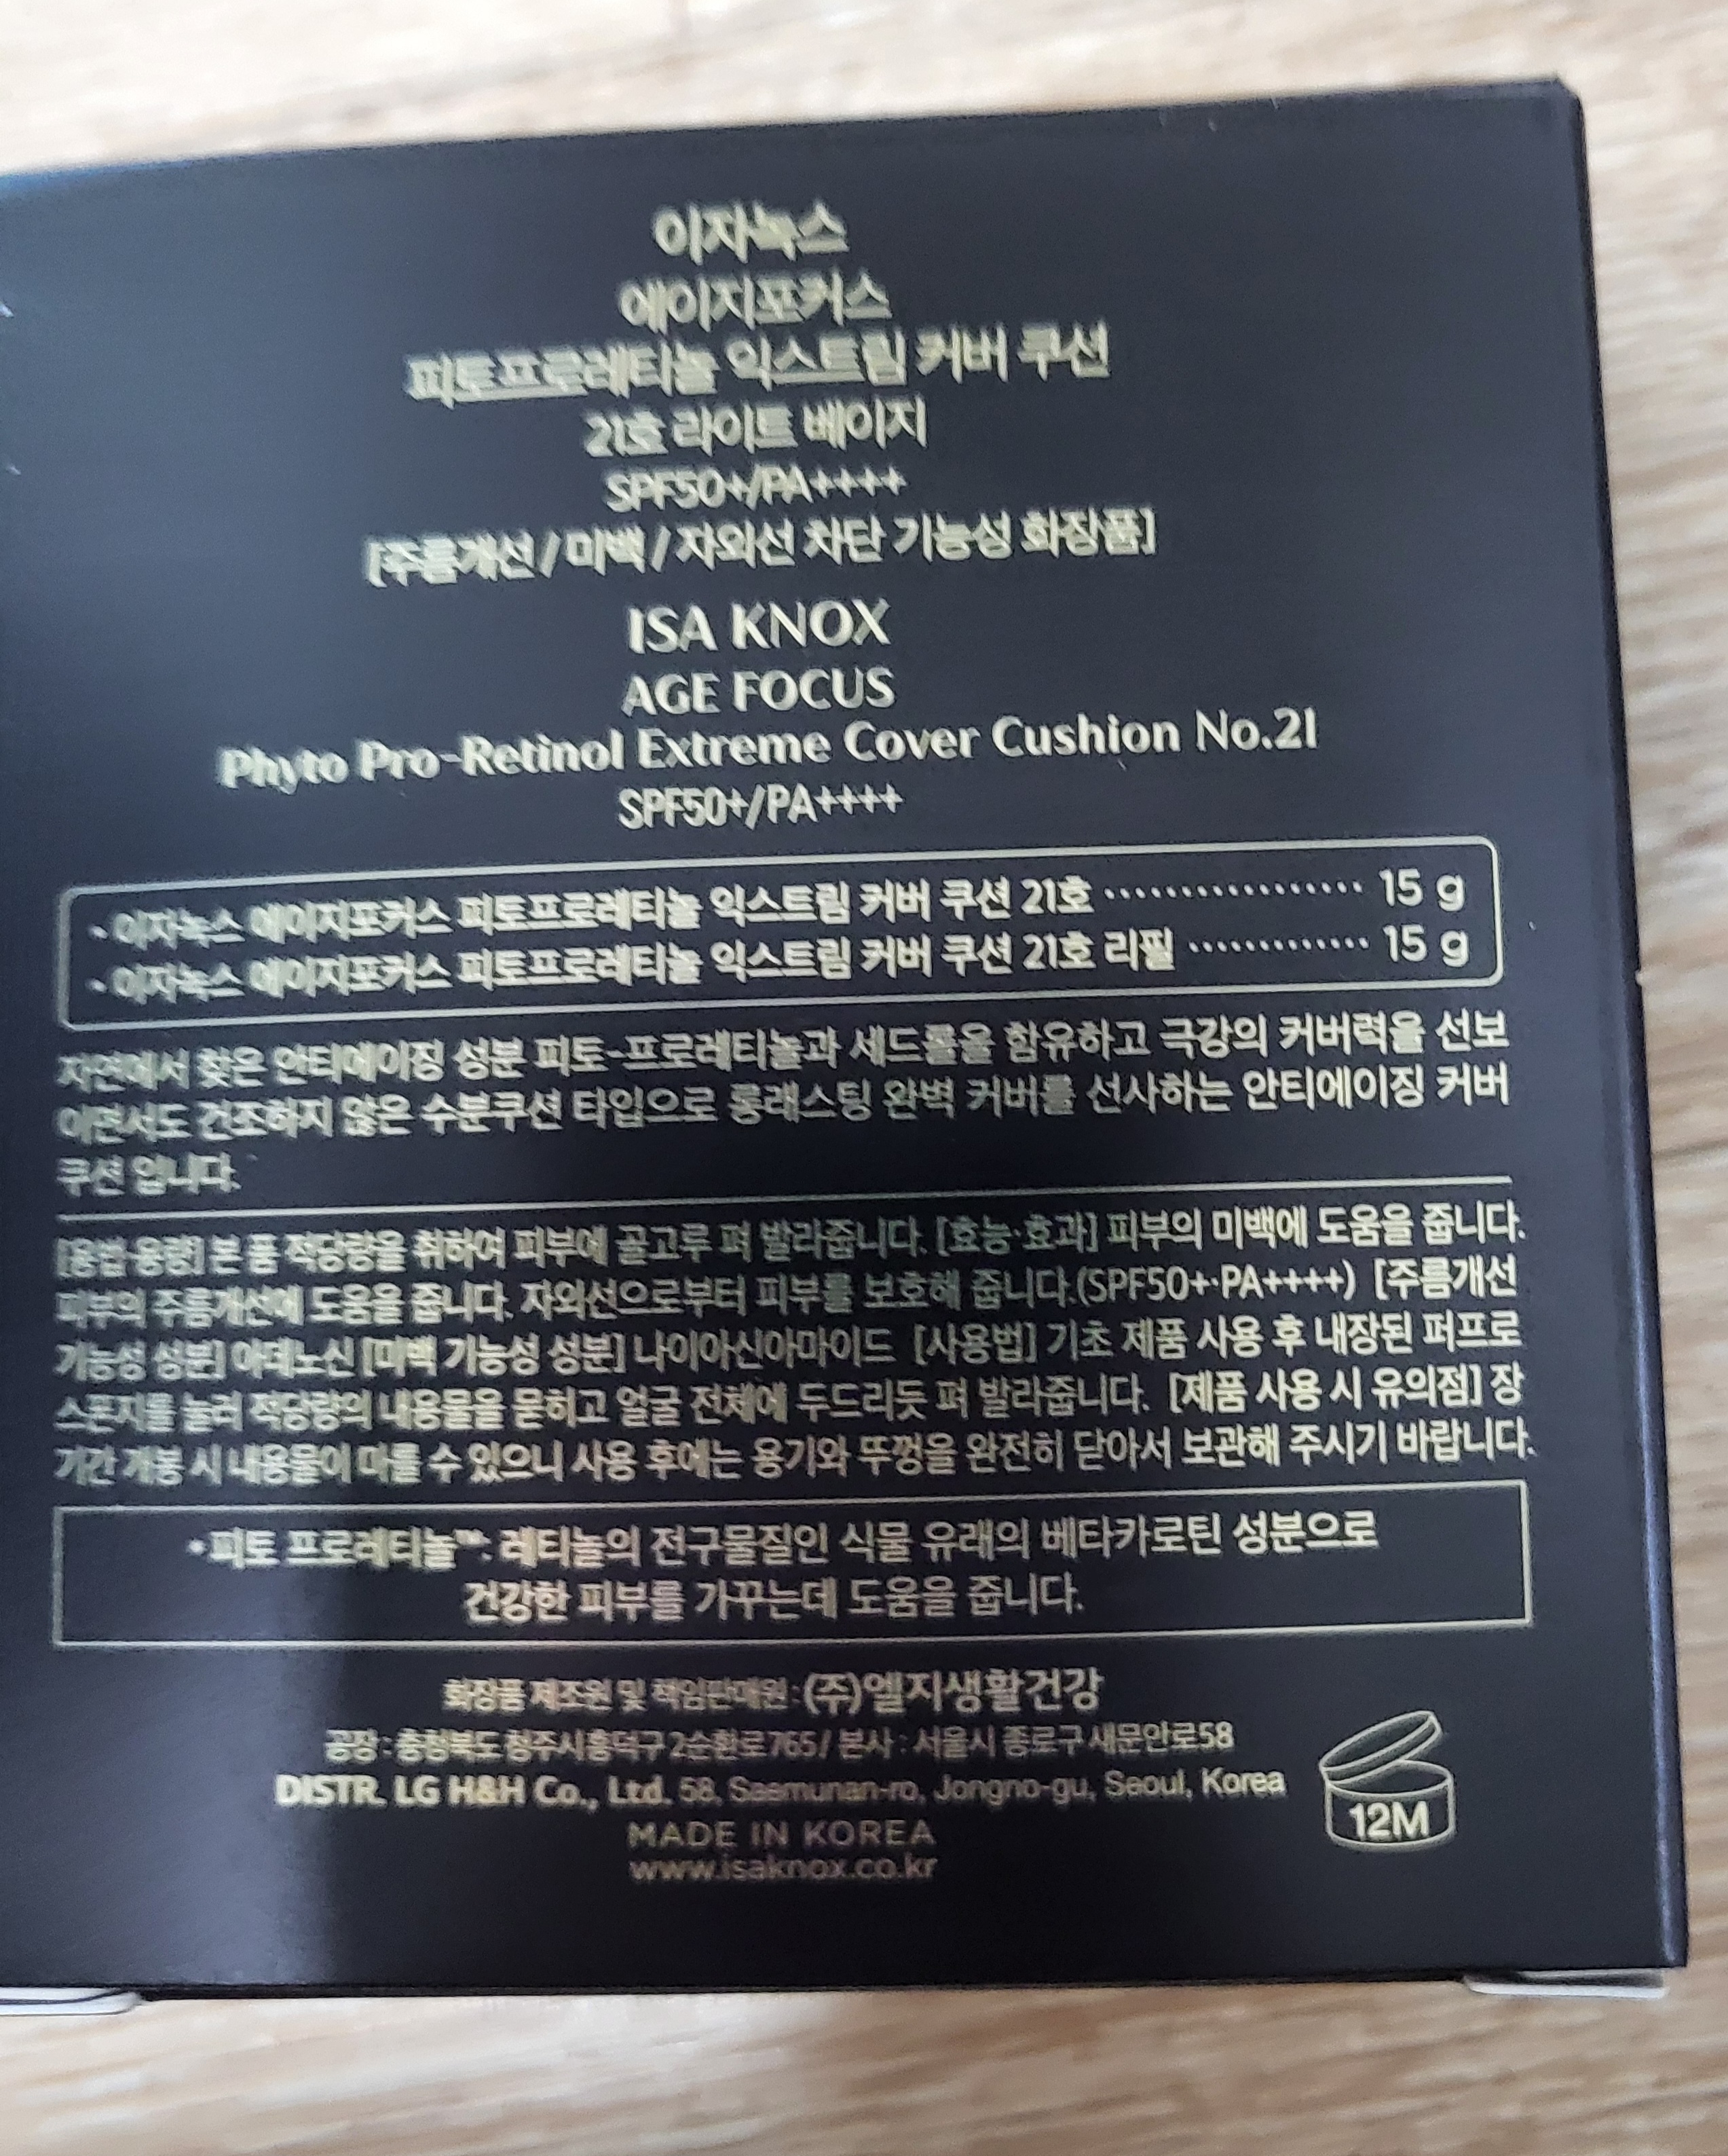 이자녹스
에이지포커스
피토프로레티놀 익스트림 커버 쿠션
21호 라이트 베이지
SPF50+/PA++++
[주름개선 / 미백 / 자외선 차단 기능성 화장품]
ISA KNOX
AGE FOCUS
Phyto Pro-Retinol Extreme Cover Cushion No.21
SPF50+/PA++++
• 이자녹스 에이지포커스 피토프로레티놀 익스트림 커버 쿠션 21호 ·················· 15 g
• 이자녹스 에이지포커스 피토프로레티놀 익스트림 커버 쿠션 21호 리필 ············· 15 g
자연에서 찾은 안티에이징 성분 피토-프로레티놀과 세드롤을 함유하고 극강의 커버력을 선보
이면서도 건조하지 않은 수분쿠션 타입으로 롱래스팅 완벽 커버를 선사하는 안티에이징 커버
쿠션 입니다.
[용법·용량] 본 품 적당량을 취하여 피부에 골고루 펴 발라줍니다. [효능·효과] 피부의 미백에 도움을 줍니다.
피부의 주름개선에 도움을 줍니다. 자외선으로부터 피부를 보호해 줍니다.(SPF50+·PA++++) [주름개선
기능성 성분] 아데노신 [미백 기능성 성분] 나이아신아마이드 [사용법] 기초 제품 사용 후 내장된 퍼프로
스폰지를 눌러 적당량의 내용물을 묻히고 얼굴 전체에 두드리듯 펴 발라줍니다. [제품 사용 시 유의점] 장
기간 개봉 시 내용물이 마를 수 있으니 사용 후에는 용기와 뚜껑을 완전히 닫아서 보관해 주시기 바랍니다.
• 피토 프로레티놀™: 레티놀의 전구물질인 식물 유래의 베타카로틴 성분으로
건강한 피부를 가꾸는데 도움을 줍니다.
화장품 제조원 및 책임판매원 : (주)엘지생활건강
공장 : 충청북도 청주시 흥덕구 2순환로 765 / 본사 : 서울시 종로구 새문안로58
DISTR. LG H&H Co., Ltd. 58, Saemunan-ro, Jongno-gu, Seoul, Korea
12M
MADE IN KOREA
www.isaknox.co.kr